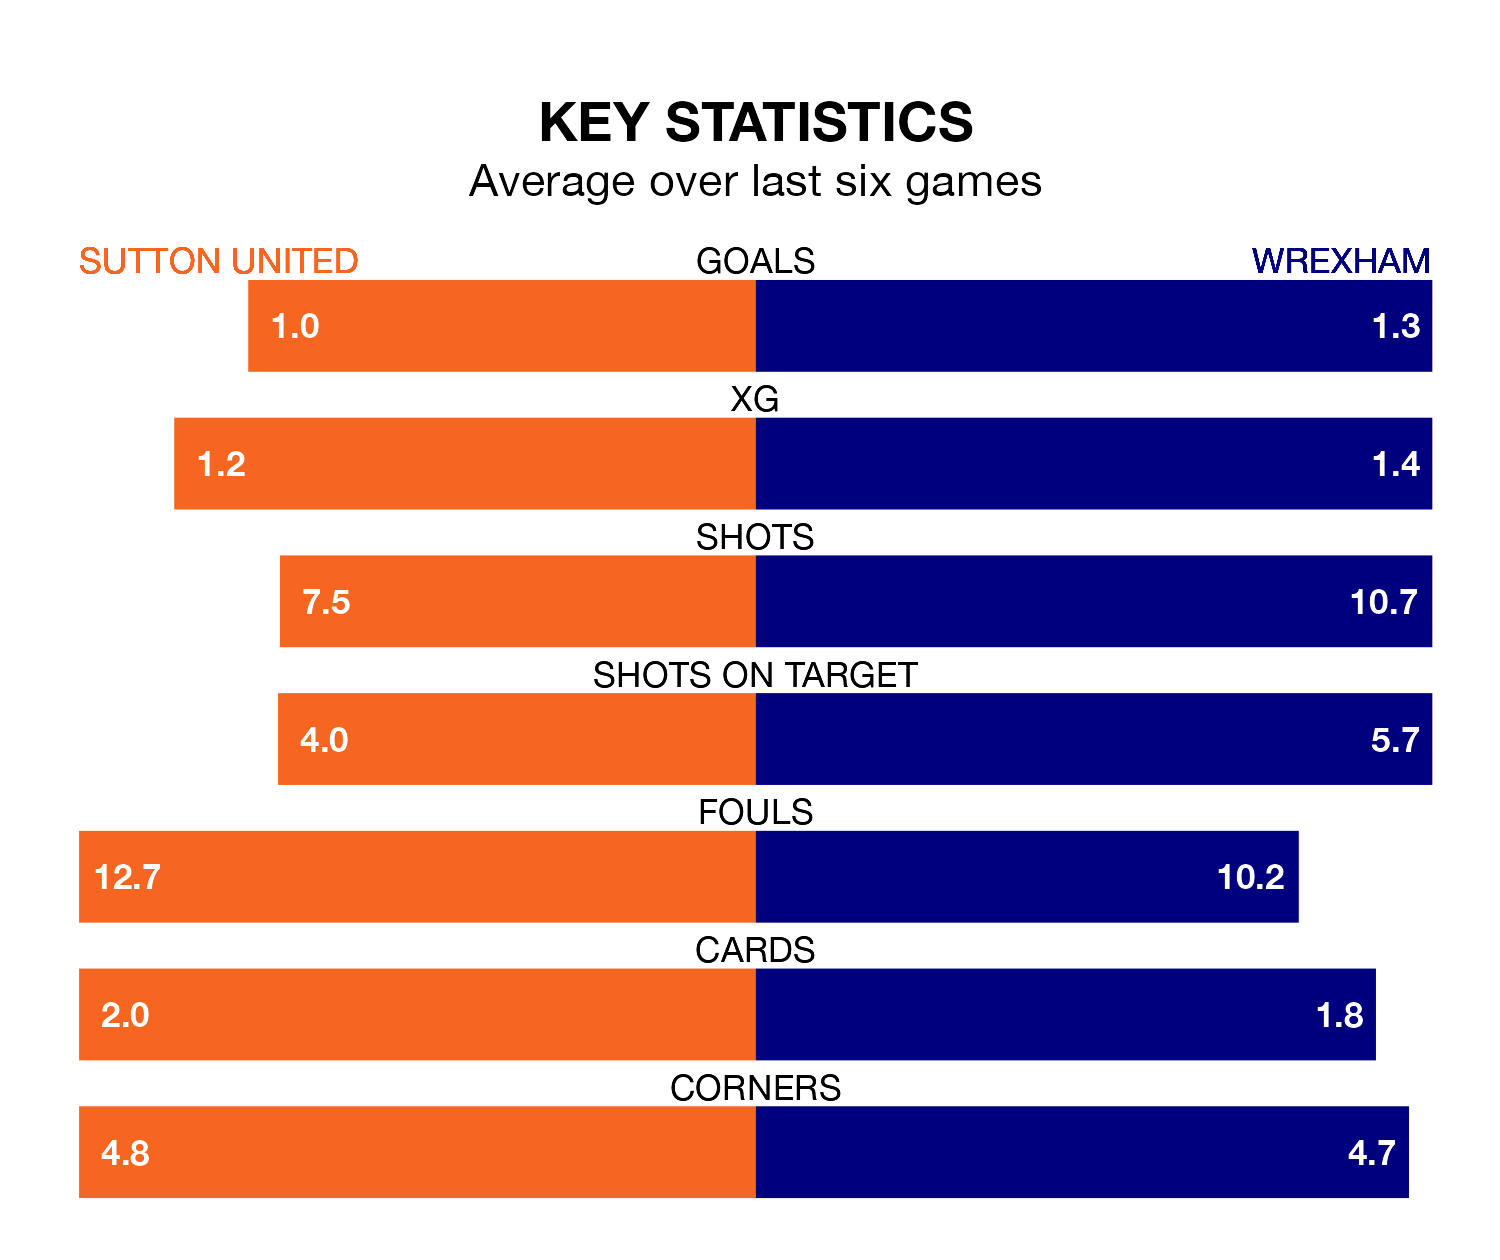 KEY STATISTICS
Average over last six games
SUTTON UNITED GOALS WREXHAM
1.0 1.3
XG
1.2 1.4
SHOTS
7.5 10.7
SHOTS ON TARGET
4.0 5.7
FOULS
12.7 10.2
CARDS
2.0 1.8
CORNERS
4.8 4.7